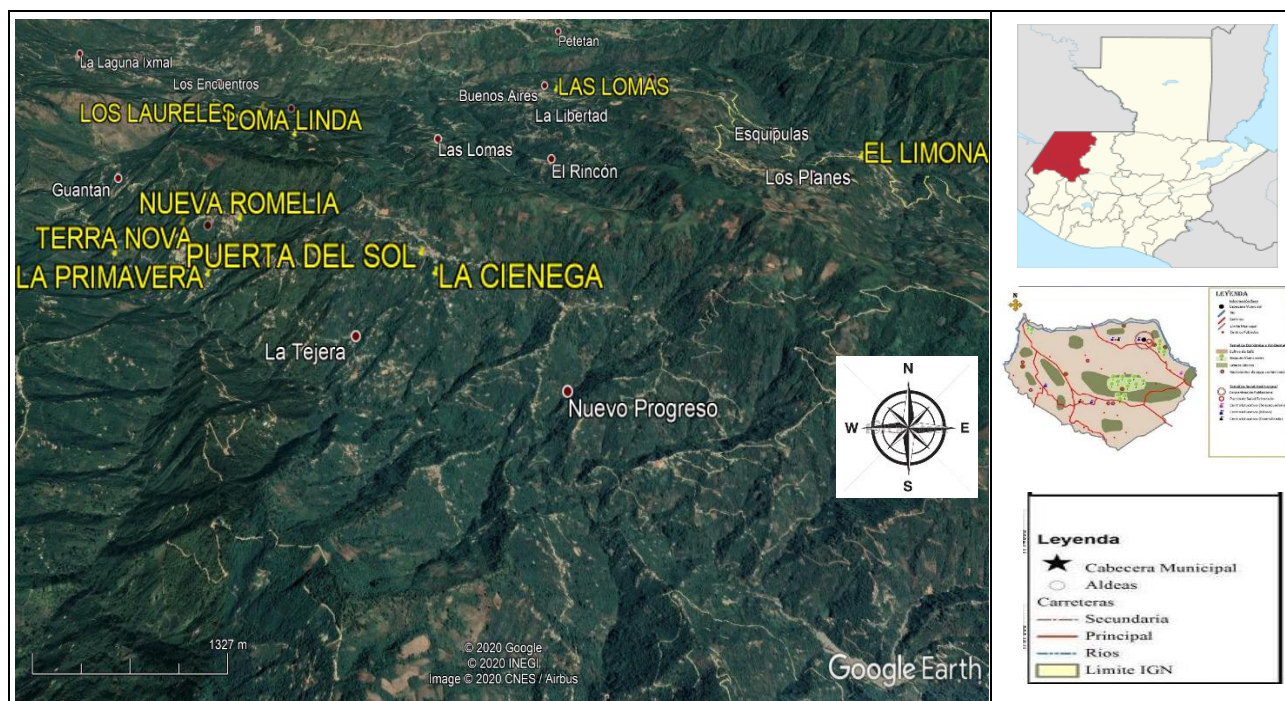 Petetan
La Laguna Ixmal
Los Encuentros
Buenos Aires
LAS LOMAS
LOS LAURELES
LOMA LINDA
La Libertad
Esquipulas
Las Lomas
EL LIMONA
El Rincón
Los Planes
Guantan
NUEVA ROMELIA
TERRA NOVA
PUERTA DEL SOL
LA PRIMAVERA
LA CIENEGA
La Tejera
Nuevo Progreso
N
W
E
S
1327 m
© 2020 Google
© 2020 INEGI
Image © 2020 CNES / Airbus
Google Earth
N
LEYENDA
Leyenda
Cabecera Municipal
Aldeas
Carreteras
Secundaria
Principal
Rios
Limite IGN